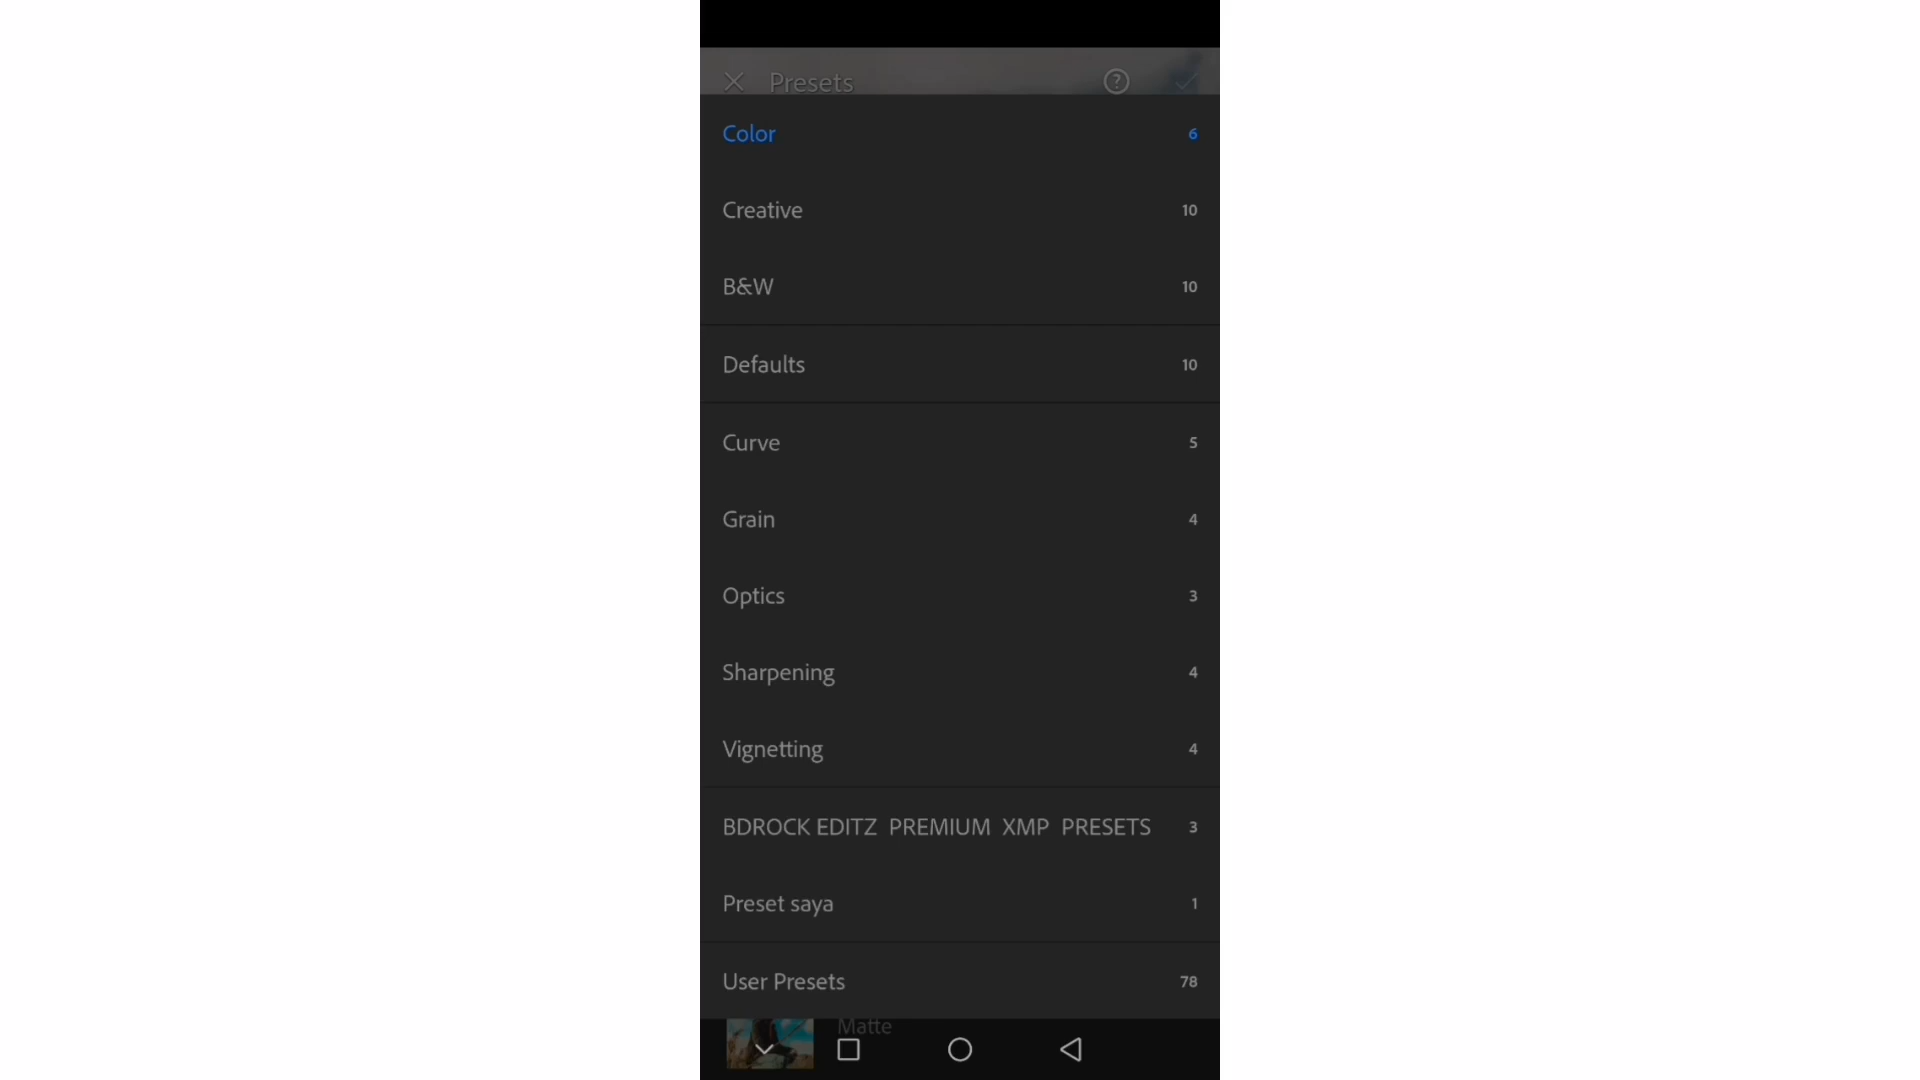 Presets
Color 6
Creative 10
B&W 10
Defaults 10
Curve 5
Grain 4
Optics 3
Sharpening 4
Vignetting 4
BDROCK EDITZ PREMIUM XMP PRESETS 3
Preset saya 1
User Presets 78
Matte